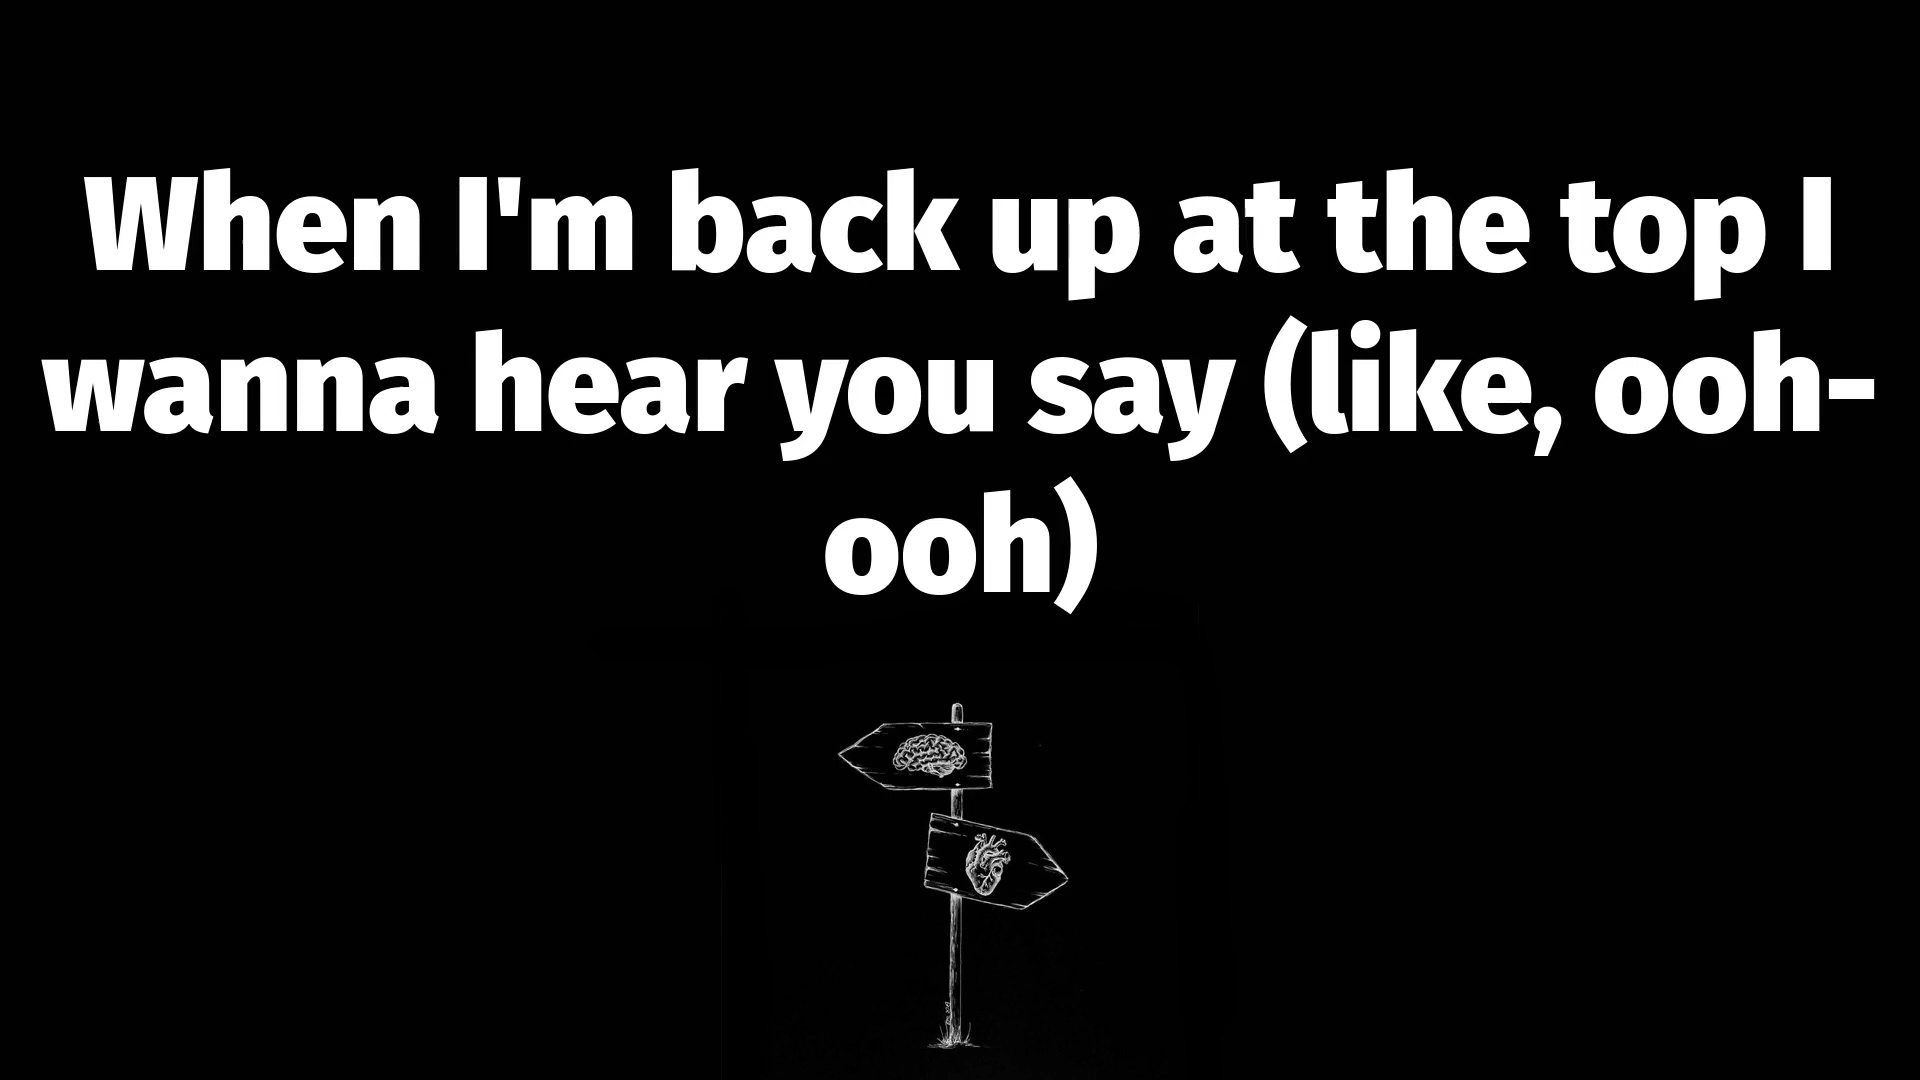 When I'm back up at the top I
wanna hear you say (like, ooh-
ooh)